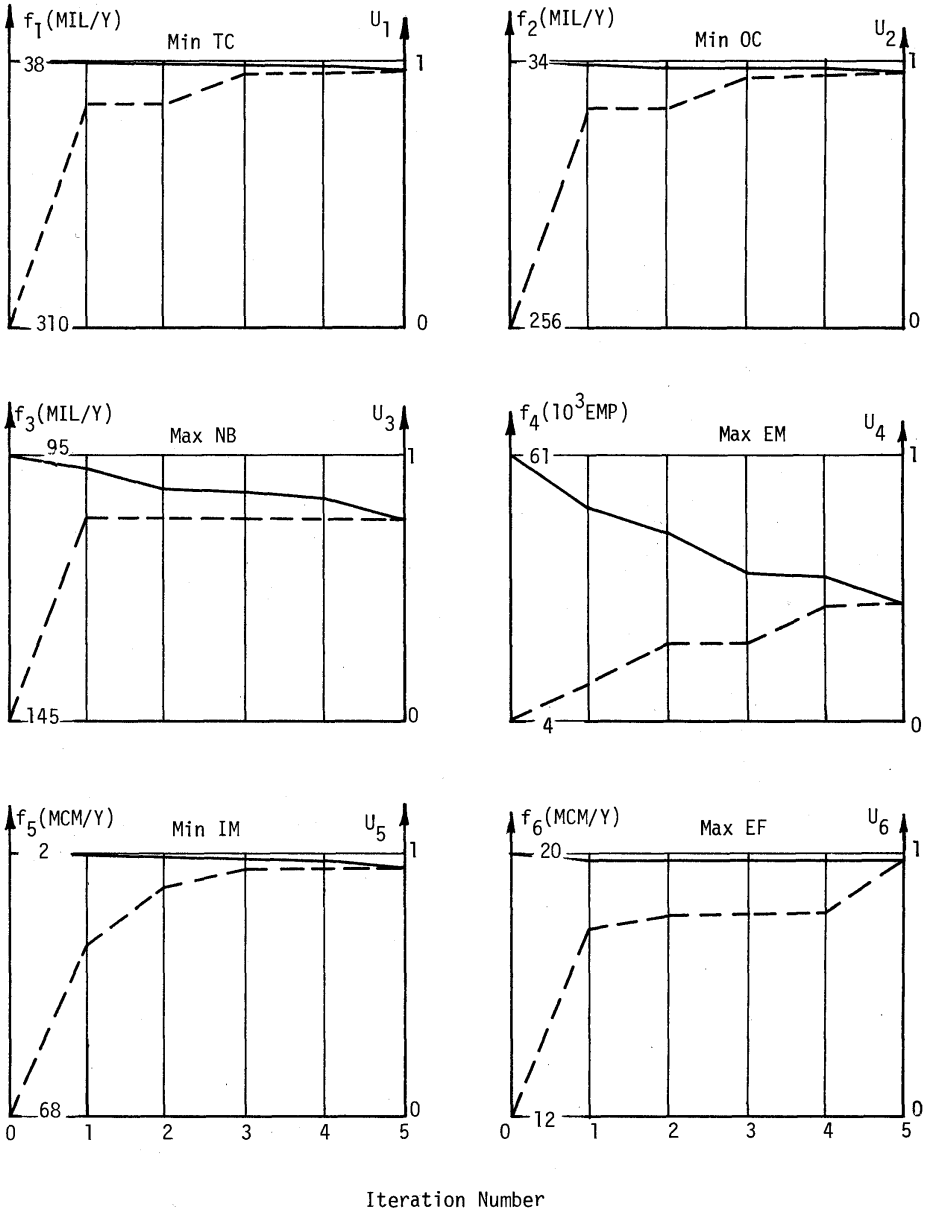 f₁(MIL/Y) Min TC U₁
38 1
310 0
f₂(MIL/Y) Min OC U₂
34 1
256 0
f₃(MIL/Y) Max NB U₃
95 1
145 0
f₄(10³EMP) Max EM U₄
61 1
4 0
f₅(MCM/Y) Min IM U₅
2 1
68 0
0 1 2 3 4 5
f₆(MCM/Y) Max EF U₆
20 1
12 0
0 1 2 3 4 5
Iteration Number